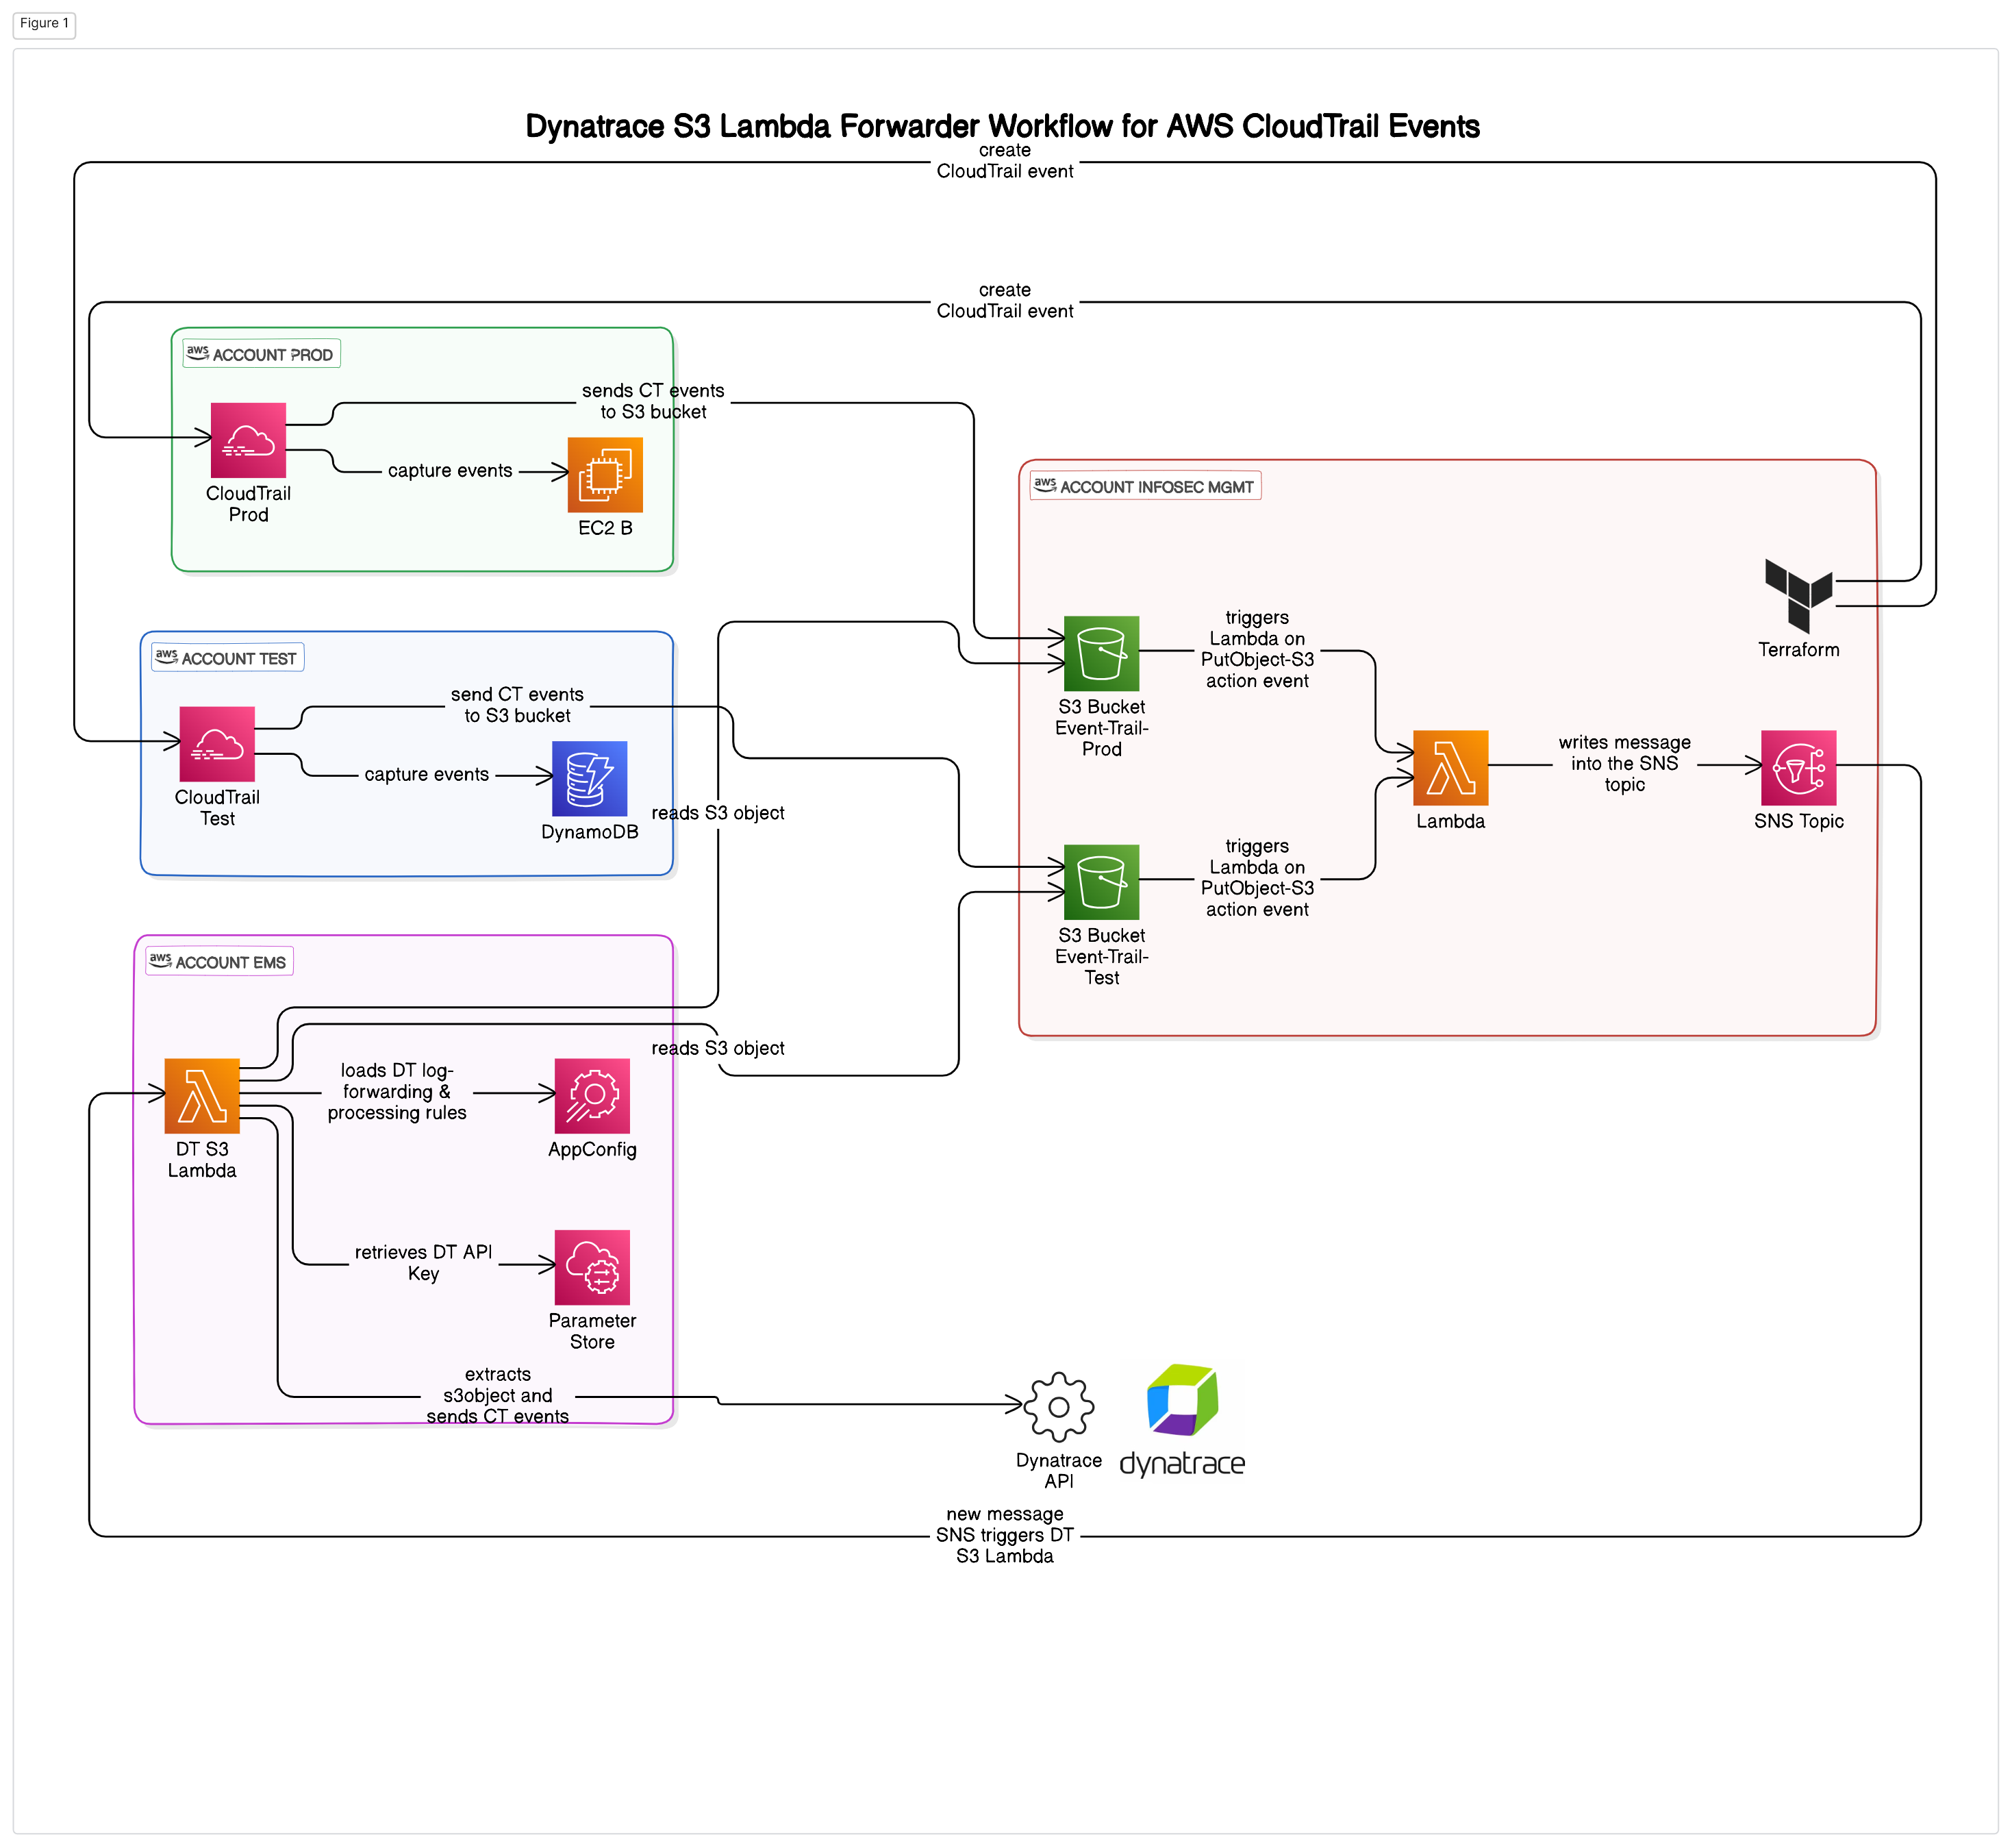 Figure 1
Dynatrace S3 Lambda Forwarder Workflow for AWS CloudTrail Events
create
CloudTrail event
create
CloudTrail event
aws ACCOUNT PROD
sends CT events
to S3 bucket
capture events
CloudTrail
Prod
EC2 B
aws ACCOUNT INFOSEC MGMT
triggers
Lambda on
PutObject-S3
action event
Terraform
S3 Bucket
Event-Trail-
Prod
writes message
into the SNS
topic
Lambda
SNS Topic
triggers
Lambda on
PutObject-S3
action event
S3 Bucket
Event-Trail-
Test
aws ACCOUNT TEST
send CT events
to S3 bucket
capture events
CloudTrail
Test
DynamoDB
reads S3 object
aws ACCOUNT EMS
reads S3 object
loads DT log-
forwarding &
processing rules
DT S3
Lambda
AppConfig
retrieves DT API
Key
Parameter
Store
extracts
s3object and
sends CT events
Dynatrace
API
dynatrace
new message
SNS triggers DT
S3 Lambda